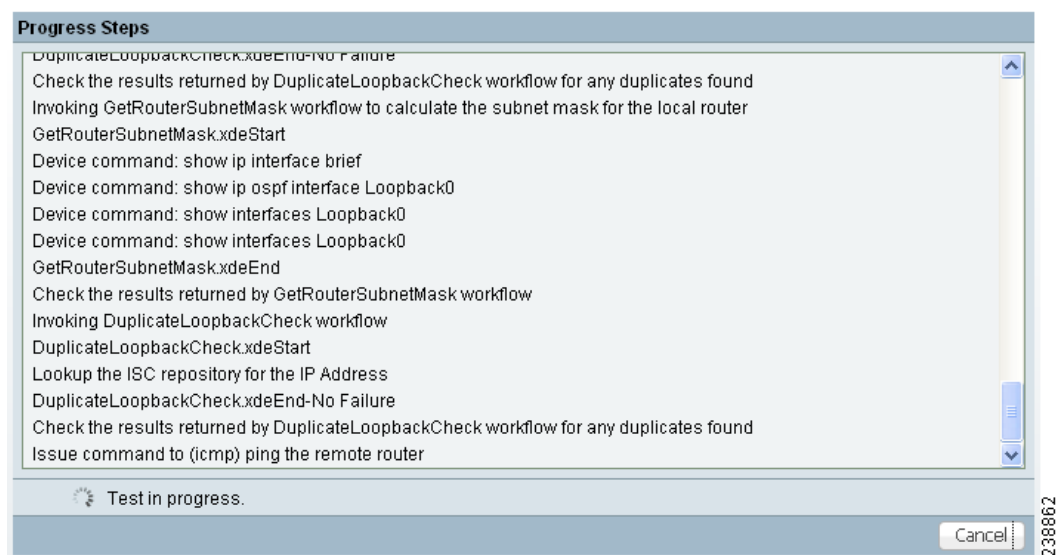 Progress Steps
DuplicateLoopbackCheck.xdeEnd-No Failure
Check the results returned by DuplicateLoopbackCheck workflow for any duplicates found
Invoking GetRouterSubnetMask workflow to calculate the subnet mask for the local router
GetRouterSubnetMask.xdeStart
Device command: show ip interface brief
Device command: show ip ospf interface Loopback0
Device command: show interfaces Loopback0
Device command: show interfaces Loopback0
GetRouterSubnetMask.xdeEnd
Check the results returned by GetRouterSubnetMask workflow
Invoking DuplicateLoopbackCheck workflow
DuplicateLoopbackCheck.xdeStart
Lookup the ISC repository for the IP Address
DuplicateLoopbackCheck.xdeEnd-No Failure
Check the results returned by DuplicateLoopbackCheck workflow for any duplicates found
Issue command to (icmp) ping the remote router
Test in progress.
Cancel
238862